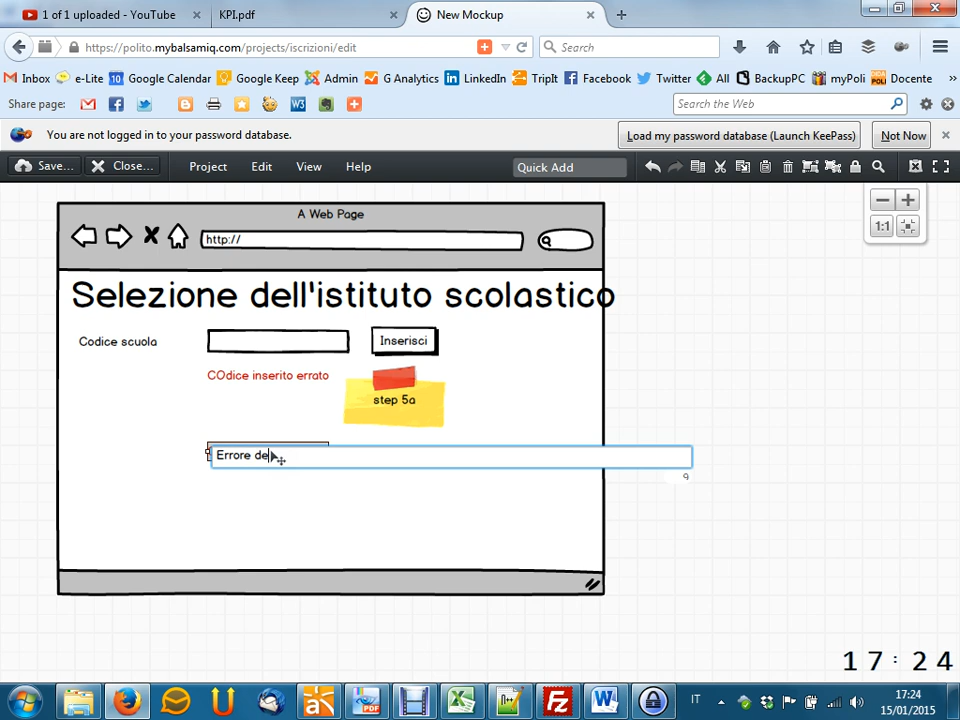 1 of 1 uploaded - YouTube
KPI.pdf
New Mockup
https://polito.mybalsamiq.com/projects/iscrizioni/edit
Search
Inbox
e-Lite
10 Google Calendar
Google Keep
Admin
G Analytics
LinkedIn
TripIt
Facebook
Twitter
All
BackupPC
myPoli
POLI Docente
Share page:
W3
Search the Web
You are not logged in to your password database.
Load my password database (Launch KeePass)
Not Now
Save...
Close...
Project
Edit
View
Help
Quick Add
1:1
A Web Page
http://
Selezione dell'istituto scolastico
Codice scuola
Inserisci
COdice inserito errato
step 5a
Errore de
9
17:24
IT
17:24
15/01/2015